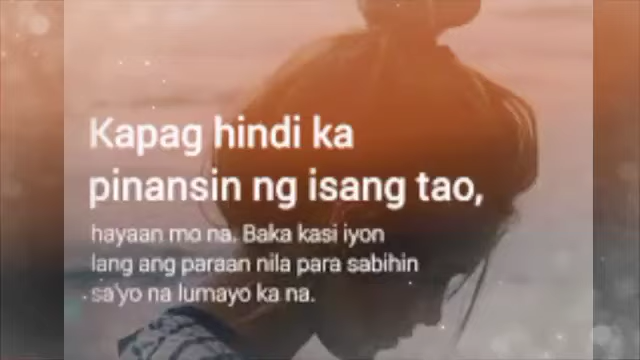 Kapag hindi ka
pinansin ng isang tao,
hayaan mo na. Baka kasi iyon
lang ang paraan nila para sabihin
sa'yo na lumayo ka na.